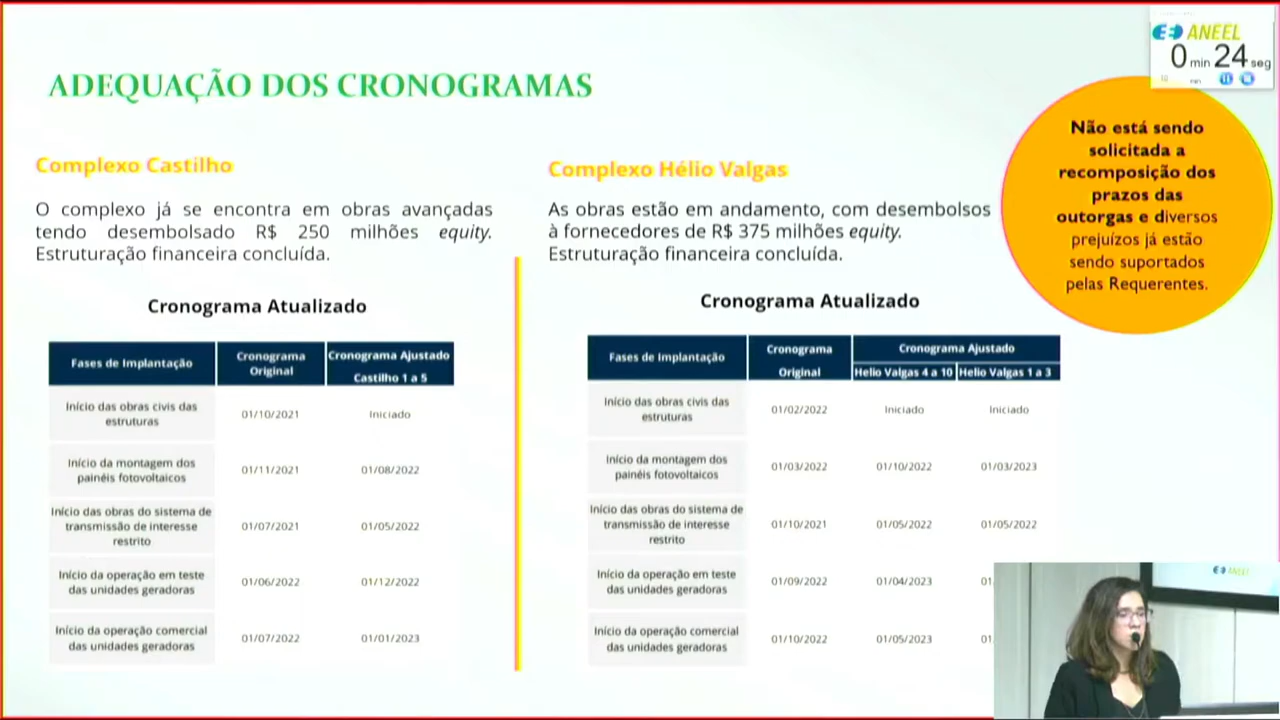 ANEEL
0 min 24 seg
ADEQUAÇÃO DOS CRONOGRAMAS
Não está sendo
solicitada a
recomposição dos
prazos das
outorgas e diversos
prejuízos já estão
sendo suportados
pelas Requerentes.
Complexo Castilho
O complexo já se encontra em obras avançadas
tendo desembolsado R$ 250 milhões equity.
Estruturação financeira concluída.
Cronograma Atualizado
Fases de Implantação
Cronograma
Original
Cronograma Ajustado
Castilho 1 a 5
Início das obras civis das
estruturas
01/10/2021
Iniciado
Início da montagem dos
painéis fotovoltaicos
01/11/2021
01/08/2022
Início das obras do sistema de
transmissão de interesse
restrito
01/07/2021
01/05/2022
Início da operação em teste
das unidades geradoras
01/06/2022
01/12/2022
Início da operação comercial
das unidades geradoras
01/07/2022
01/01/2023
Complexo Hélio Valgas
As obras estão em andamento, com desembolsos
à fornecedores de R$ 375 milhões equity.
Estruturação financeira concluída.
Cronograma Atualizado
Fases de Implantação
Cronograma
Original
Cronograma Ajustado
Helio Valgas 4 a 10
Helio Valgas 1 a 3
Início das obras civis das
estruturas
01/02/2022
Iniciado
Iniciado
Início da montagem dos
painéis fotovoltaicos
01/03/2022
01/10/2022
01/03/2023
Início das obras do sistema de
transmissão de interesse
restrito
01/10/2021
01/05/2022
01/05/2022
Início da operação em teste
das unidades geradoras
01/09/2022
01/04/2023
01
Início da operação comercial
das unidades geradoras
01/10/2022
01/05/2023
01
ANEEL